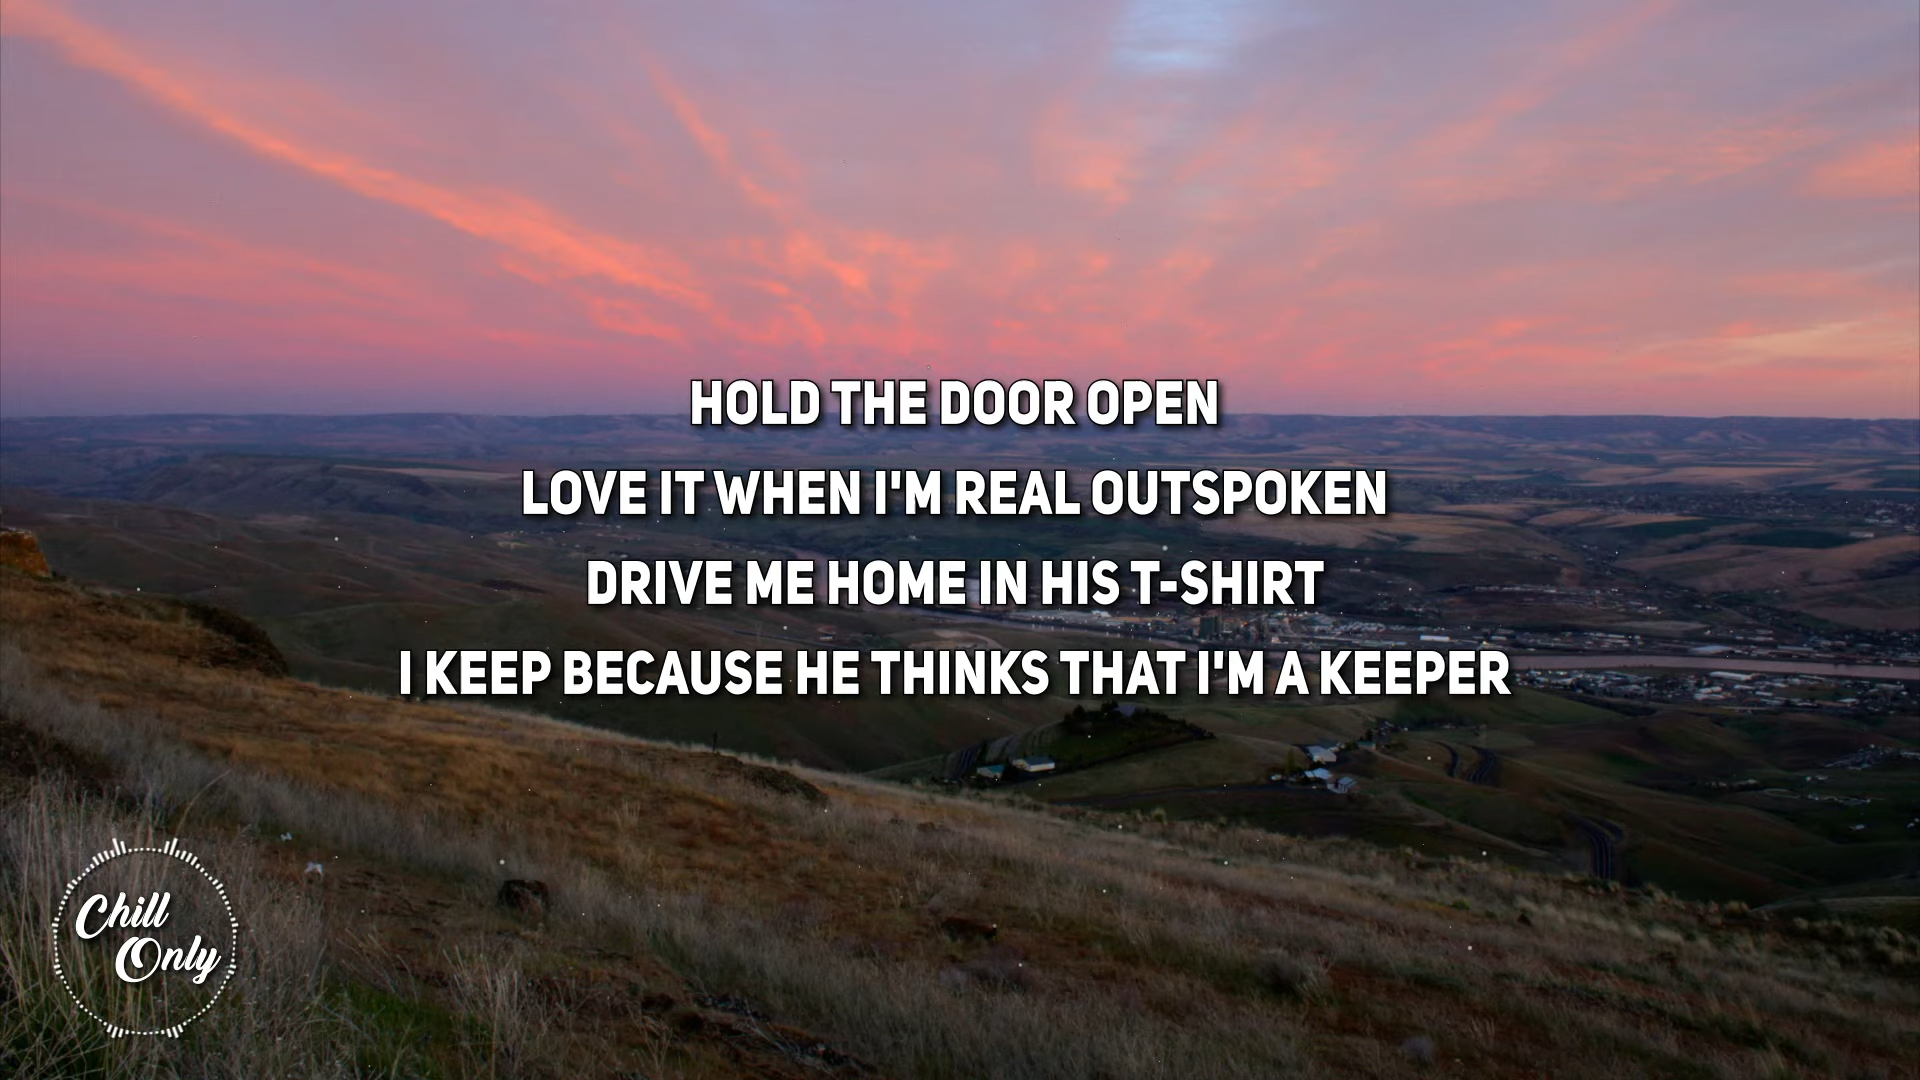 HOLD THE DOOR OPEN
LOVE IT WHEN I'M REAL OUTSPOKEN
DRIVE ME HOME IN HIS T-SHIRT
I KEEP BECAUSE HE THINKS THAT I'M A KEEPER
Chill
Only